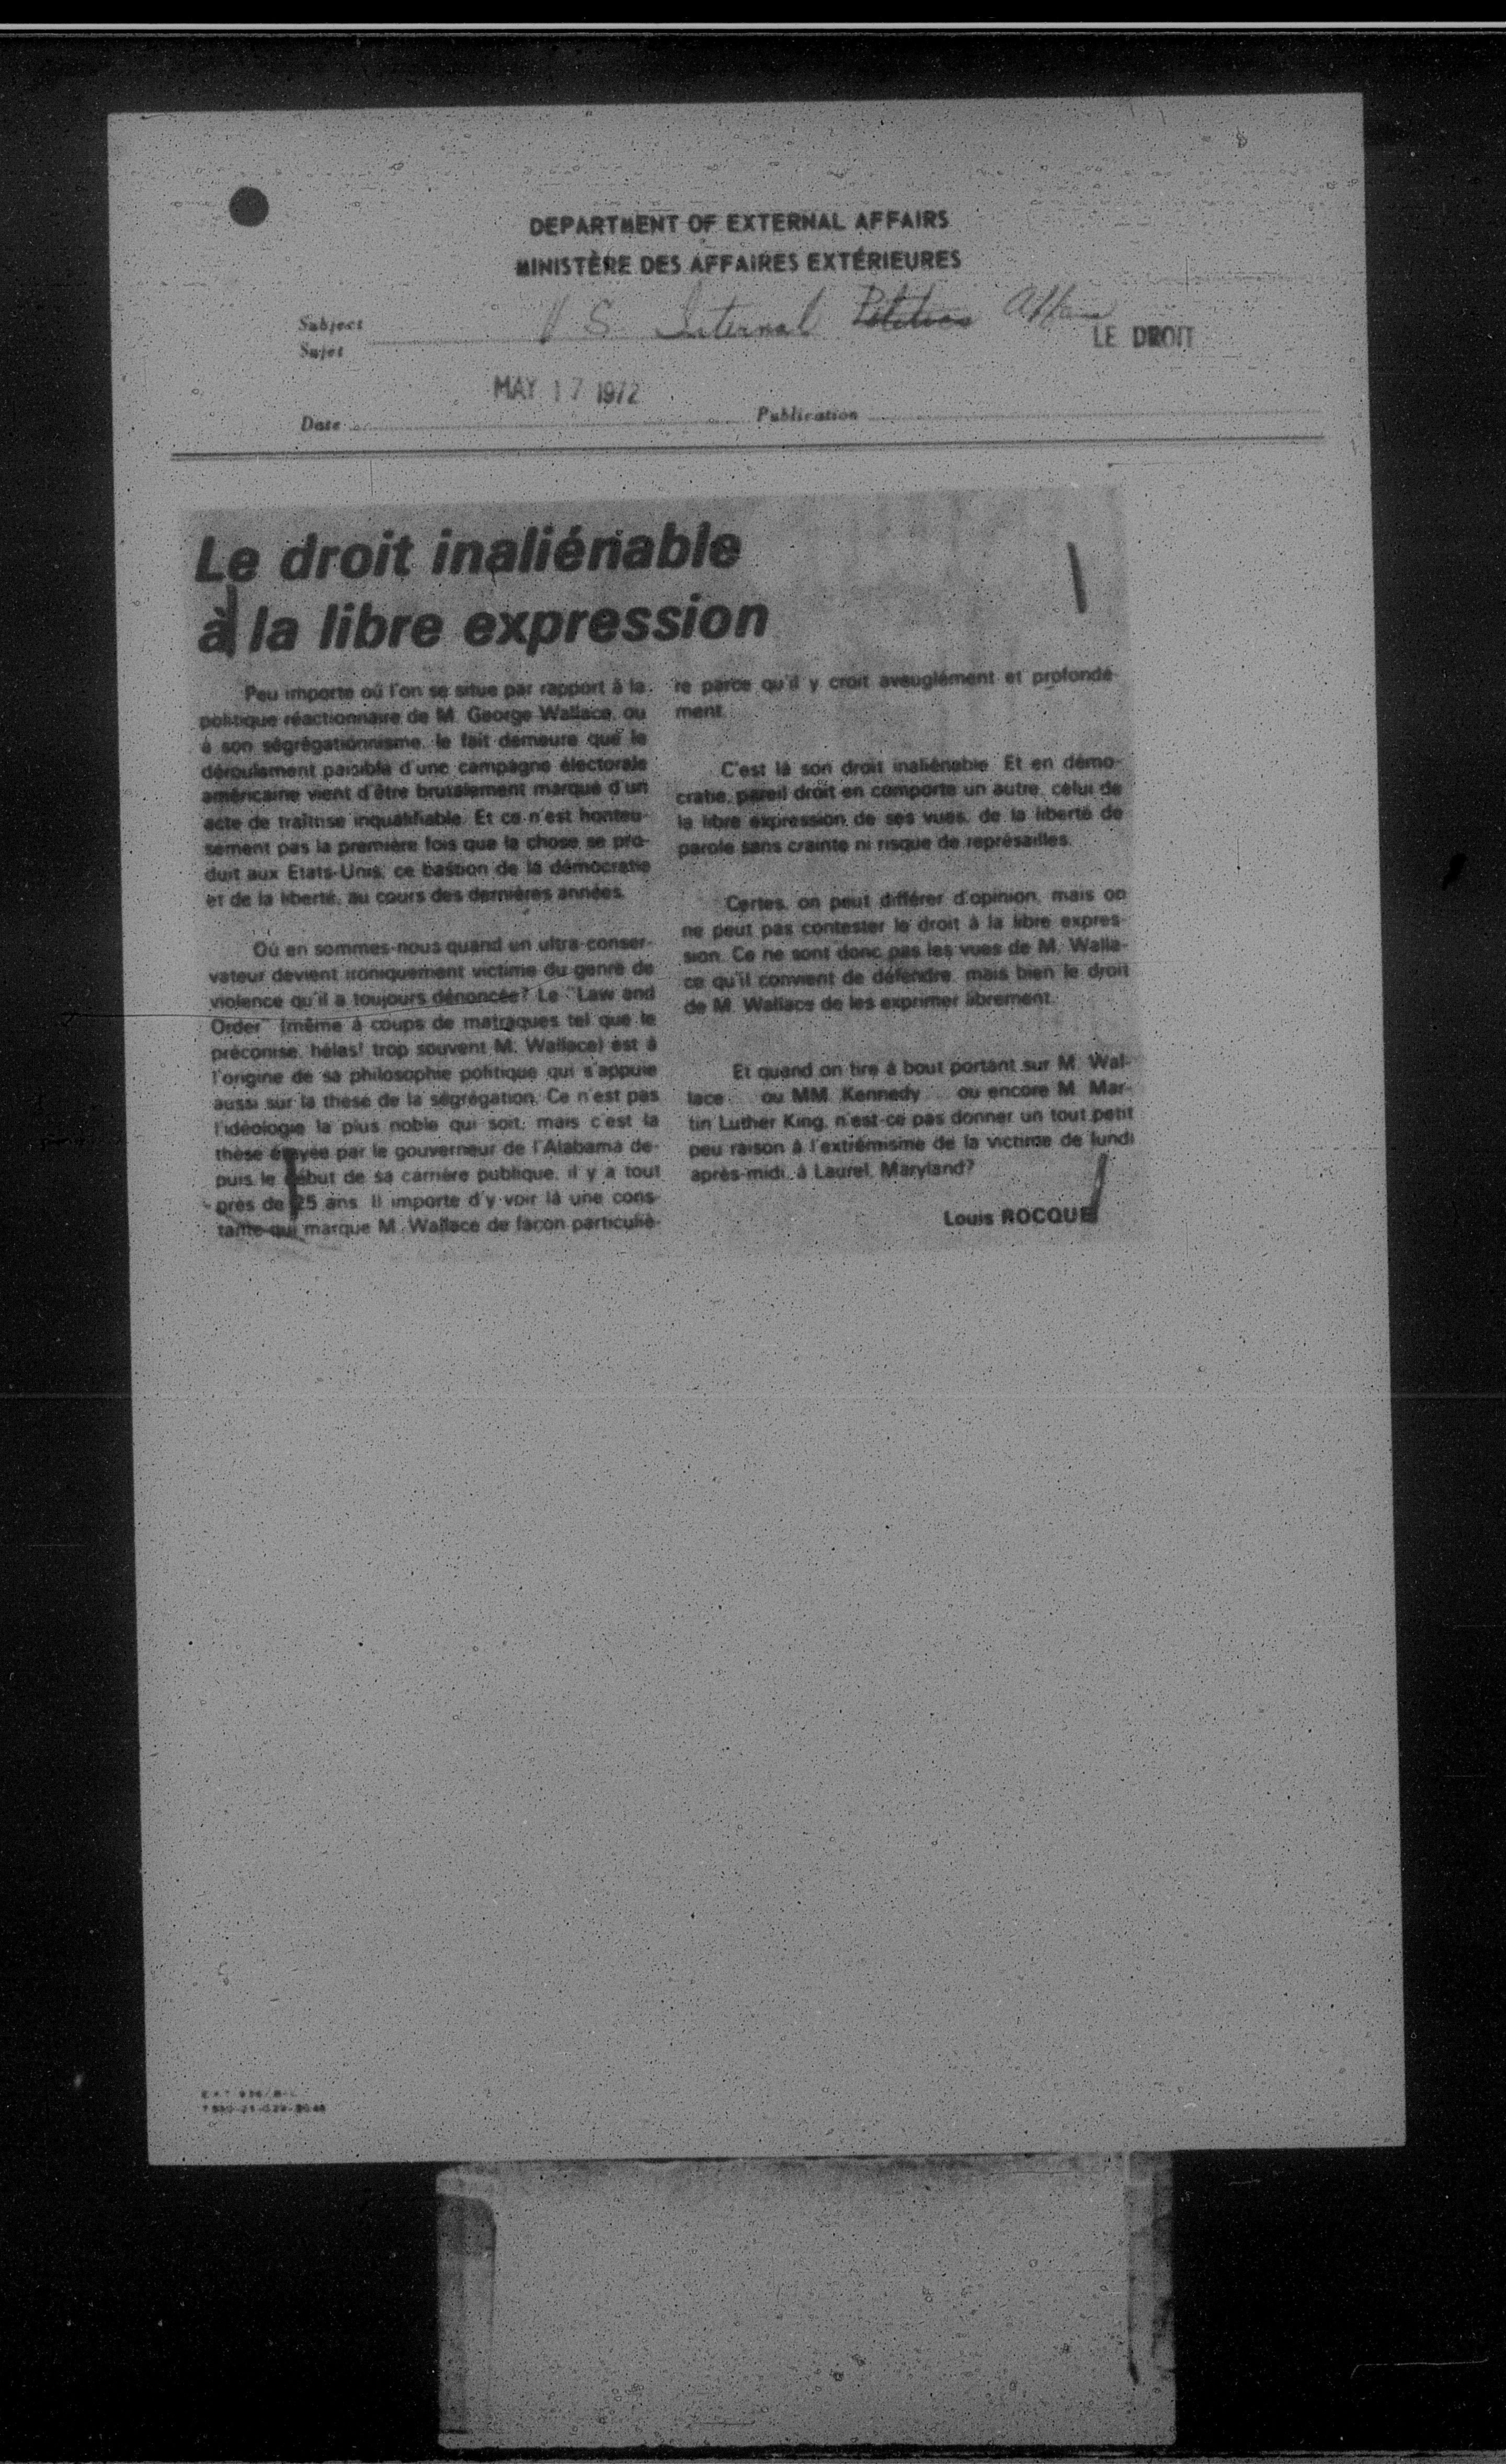 DEPARTMENT OF EXTERNAL AFFAIRS
MINISTÈRE DES AFFAIRES EXTÉRIEURES
Subject
Sujet
U S Internal Politics Affairs
LE DROIT
MAY 17 1972
Date
Publication
Le droit inaliénable
à la libre expression
Peu importe où l'on se situe par rapport à la
politique réactionnaire de M. George Wallace, ou
à son ségrégationnisme, le fait demeure que le
déroulement paisible d'une campagne électorale
américaine vient d'être brutalement marqué d'un
acte de traîtrise inqualifiable. Et ce n'est honteu-
sement pas la première fois que la chose se pro-
duit aux Etats-Unis, ce bastion de la démocratie
et de la liberté, au cours des dernières années.
Où en sommes-nous quand un ultra-conser-
vateur devient ironiquement victime du genre de
violence qu'il a toujours dénoncée? Le "Law and
Order" (même à coups de matraques tel que le
préconise, hélas! trop souvent M. Wallace) est à
l'origine de sa philosophie politique qui s'appuie
aussi sur la thèse de la ségrégation. Ce n'est pas
l'idéologie la plus noble qui soit; mais c'est la
thèse étayée par le gouverneur de l'Alabama de-
puis le début de sa carrière publique, il y a tout
près de 25 ans. Il importe d'y voir là une cons-
tante qui marque M. Wallace de façon particuliè-
re parce qu'il y croit aveuglément et profondé-
ment.
C'est là son droit inaliénable. Et en démo-
cratie, pareil droit en comporte un autre, celui de
la libre expression de ses vues, de la liberté de
parole sans crainte ni risque de représailles.
Certes, on peut différer d'opinion, mais on
ne peut pas contester le droit à la libre expres-
sion. Ce ne sont donc pas les vues de M. Walla-
ce qu'il convient de défendre, mais bien le droit
de M. Wallace de les exprimer librement.
Et quand on tire à bout portant sur M. Wal-
lace... ou MM. Kennedy... ou encore M. Mar-
tin Luther King, n'est-ce pas donner un tout petit
peu raison à l'extrémisme de la victime de lundi
après-midi, à Laurel, Maryland?
Louis ROCQUE